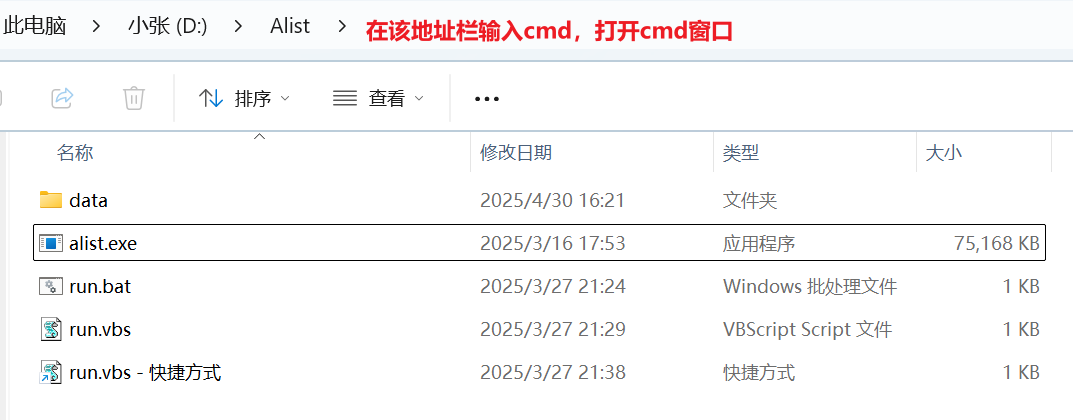 此电脑 > 小张 (D:) > Alist > 在该地址栏输入cmd，打开cmd窗口
排序 查看 ...
名称 修改日期 类型 大小
data 2025/4/30 16:21 文件夹
alist.exe 2025/3/16 17:53 应用程序 75,168 KB
run.bat 2025/3/27 21:24 Windows 批处理文件 1 KB
run.vbs 2025/3/27 21:29 VBScript Script 文件 1 KB
run.vbs - 快捷方式 2025/3/27 21:38 快捷方式 1 KB